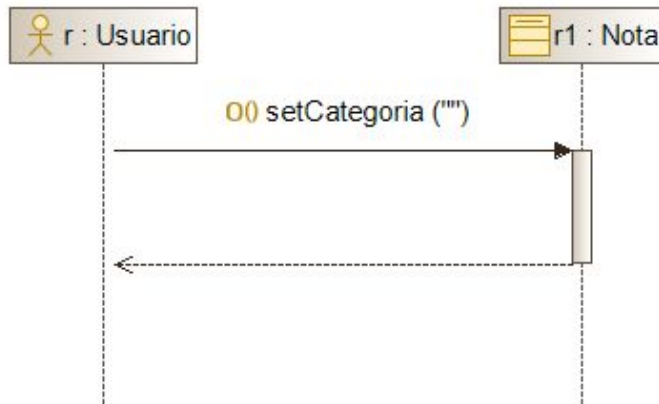 r : Usuario
r1 : Nota
O() setCategoria ("")